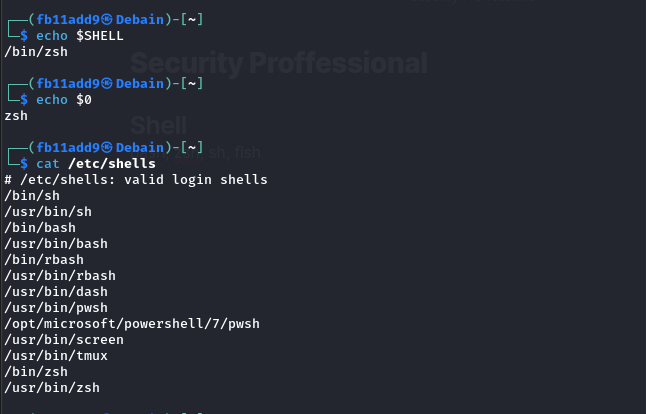 ┌──(fb11add9㉿Debain)-[~]
└─$ echo $SHELL
/bin/zsh
Security Proffessional
┌──(fb11add9㉿Debain)-[~]
└─$ echo $0
zsh
Shell
┌──(fb11add9㉿Debain)-[~]
└─$ cat /etc/shells
sh, fish
# /etc/shells: valid login shells
/bin/sh
/usr/bin/sh
/bin/bash
/usr/bin/bash
/bin/rbash
/usr/bin/rbash
/usr/bin/dash
/usr/bin/pwsh
/opt/microsoft/powershell/7/pwsh
/usr/bin/screen
/usr/bin/tmux
/bin/zsh
/usr/bin/zsh